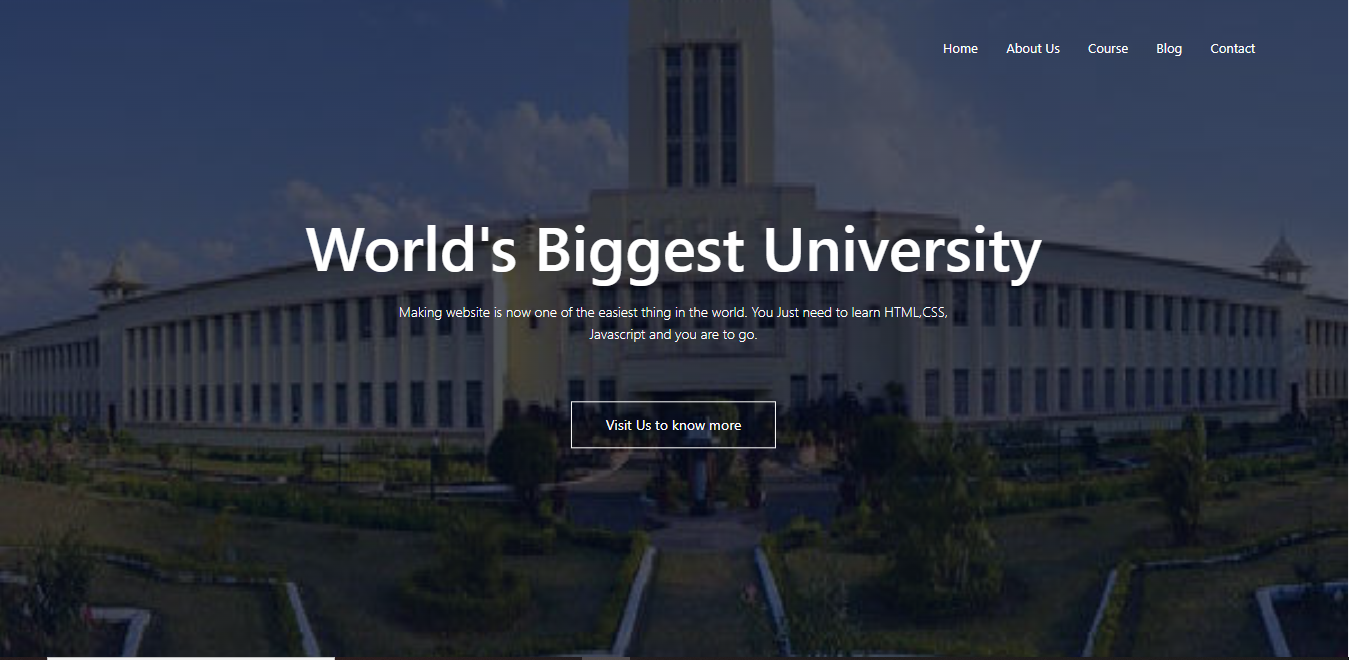 Home About Us Course Blog Contact
World's Biggest University
Making website is now one of the easiest thing in the world. You Just need to learn HTML,CSS,
Javascript and you are to go.
Visit Us to know more